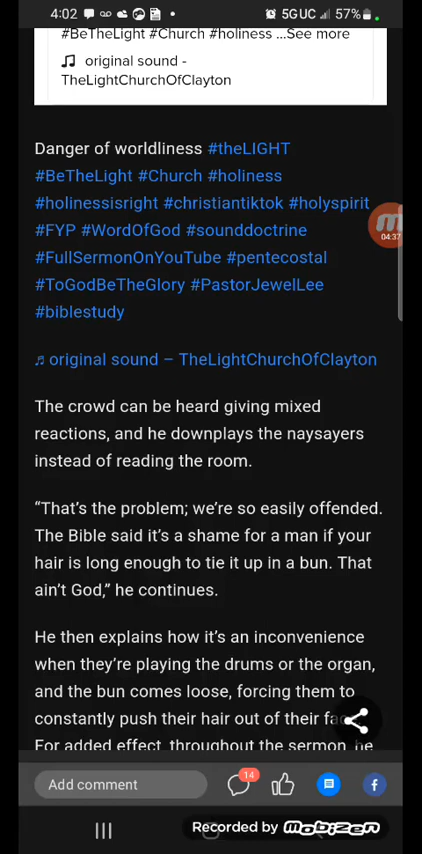 4:02
5GUC 57%
#BeTheLight #Church #holiness ...See more
original sound -
TheLightChurchOfClayton
Danger of worldliness #theLIGHT
#BeTheLight #Church #holiness
#holinessisright #christiantiktok #holyspirit
#FYP #WordOfGod #sounddoctrine
#FullSermonOnYouTube #pentecostal
#ToGodBeTheGlory #PastorJewelLee
#biblestudy
04:37
♬ original sound – TheLightChurchOfClayton
The crowd can be heard giving mixed
reactions, and he downplays the naysayers
instead of reading the room.
“That’s the problem; we’re so easily offended.
The Bible said it’s a shame for a man if your
hair is long enough to tie it up in a bun. That
ain’t God,” he continues.
He then explains how it’s an inconvenience
when they’re playing the drums or the organ,
and the bun comes loose, forcing them to
constantly push their hair out of their
For added effect, throughout the sermon, he
Add comment
14
Recorded by mobizen